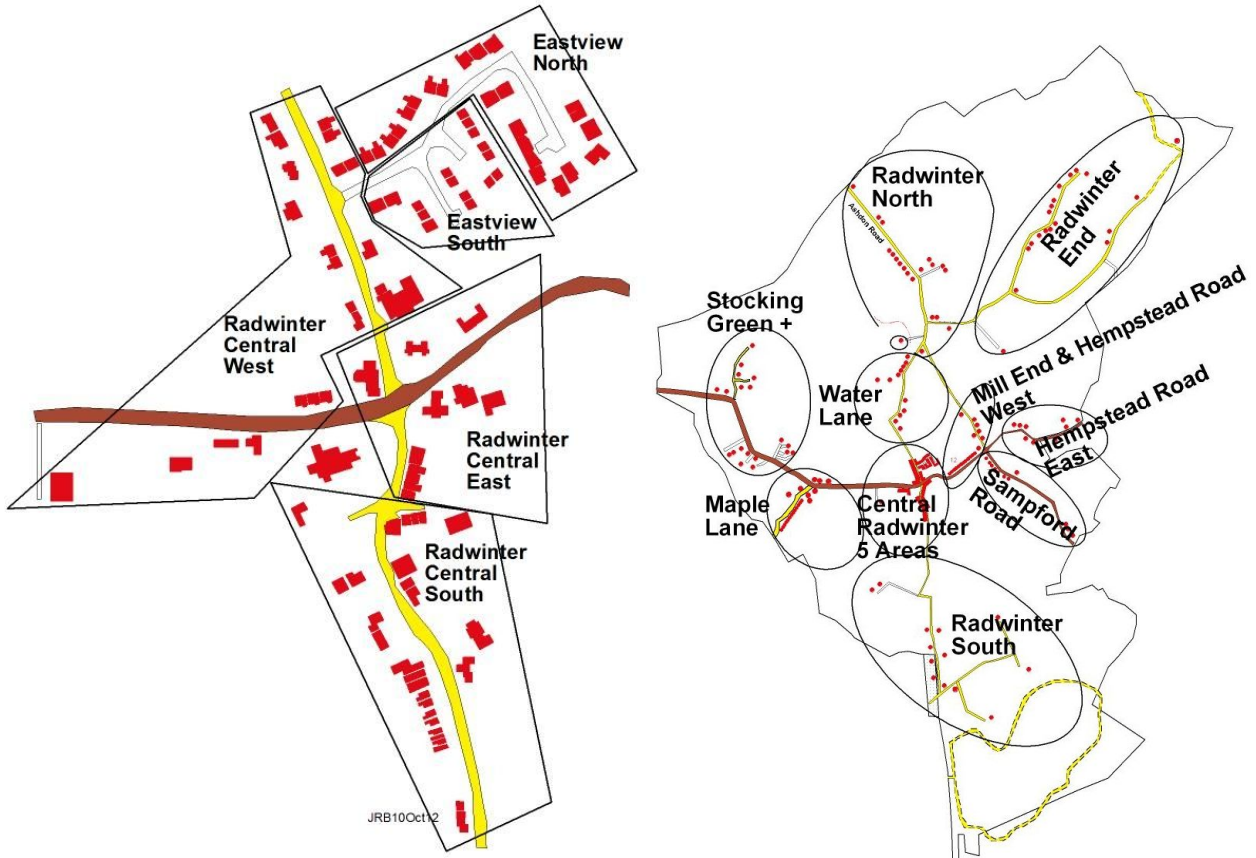 Eastview
North
Eastview
South
Radwinter
Central
West
Radwinter
Central
East
Radwinter
Central
South
JRB10Oct12
Radwinter
North
Ashdon Road
Radwinter
End
Stocking
Green +
Water
Lane
Mill End & Hempstead Road
West
Hempstead Road
East
12
Sampford
Road
Maple
Lane
Central
Radwinter
5 Areas
Radwinter
South